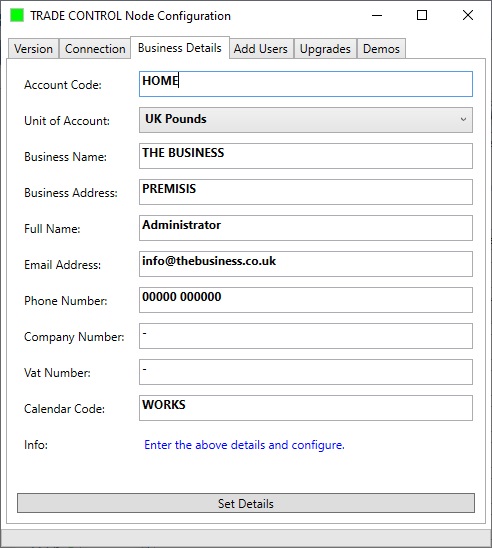 TRADE CONTROL Node Configuration
Version Connection Business Details Add Users Upgrades Demos
Account Code: HOME
Unit of Account: UK Pounds
Business Name: THE BUSINESS
Business Address: PREMISIS
Full Name: Administrator
Email Address: info@thebusiness.co.uk
Phone Number: 00000 000000
Company Number: -
Vat Number: -
Calendar Code: WORKS
Info: Enter the above details and configure.
Set Details